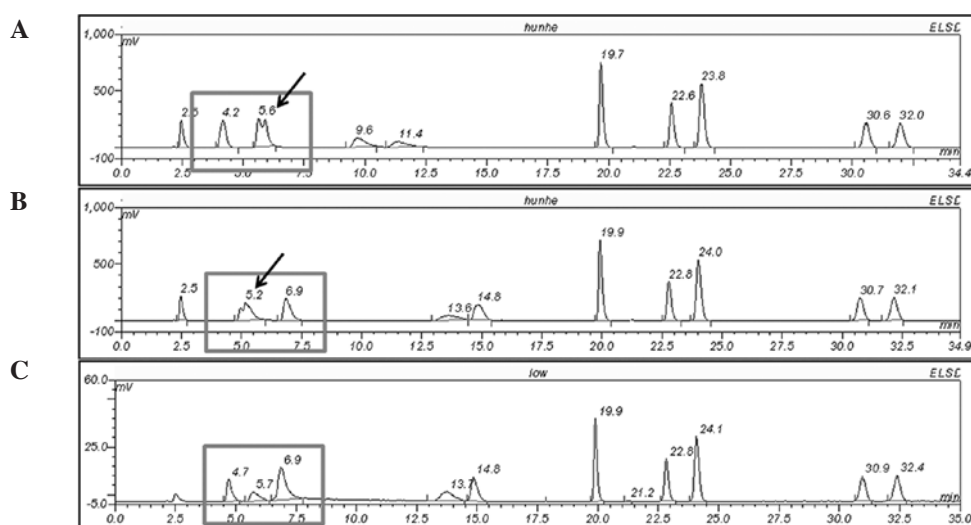 A
hunhe
ELSD
1,000
mV
500
-100
2.5
4.2
5.6
9.6
11.4
19.7
22.6
23.8
30.6
32.0
min
0.0 2.5 5.0 7.5 10.0 12.5 15.0 17.5 20.0 22.5 25.0 27.5 30.0 34.4
B
hunhe
ELSD
1,000
mV
500
-100
2.5
5.2
6.9
13.6
14.8
19.9
22.8
24.0
30.7
32.1
min
0.0 2.5 5.0 7.5 10.0 12.5 15.0 17.5 20.0 22.5 25.0 27.5 30.0 32.5 34.9
C
low
ELSD
60.0
mV
25.0
-5.0
4.7
5.7
6.9
13.7
14.8
19.9
21.2
22.8
24.1
30.9
32.4
min
0.0 2.5 5.0 7.5 10.0 12.5 15.0 17.5 20.0 22.5 25.0 27.5 30.0 32.5 35.0